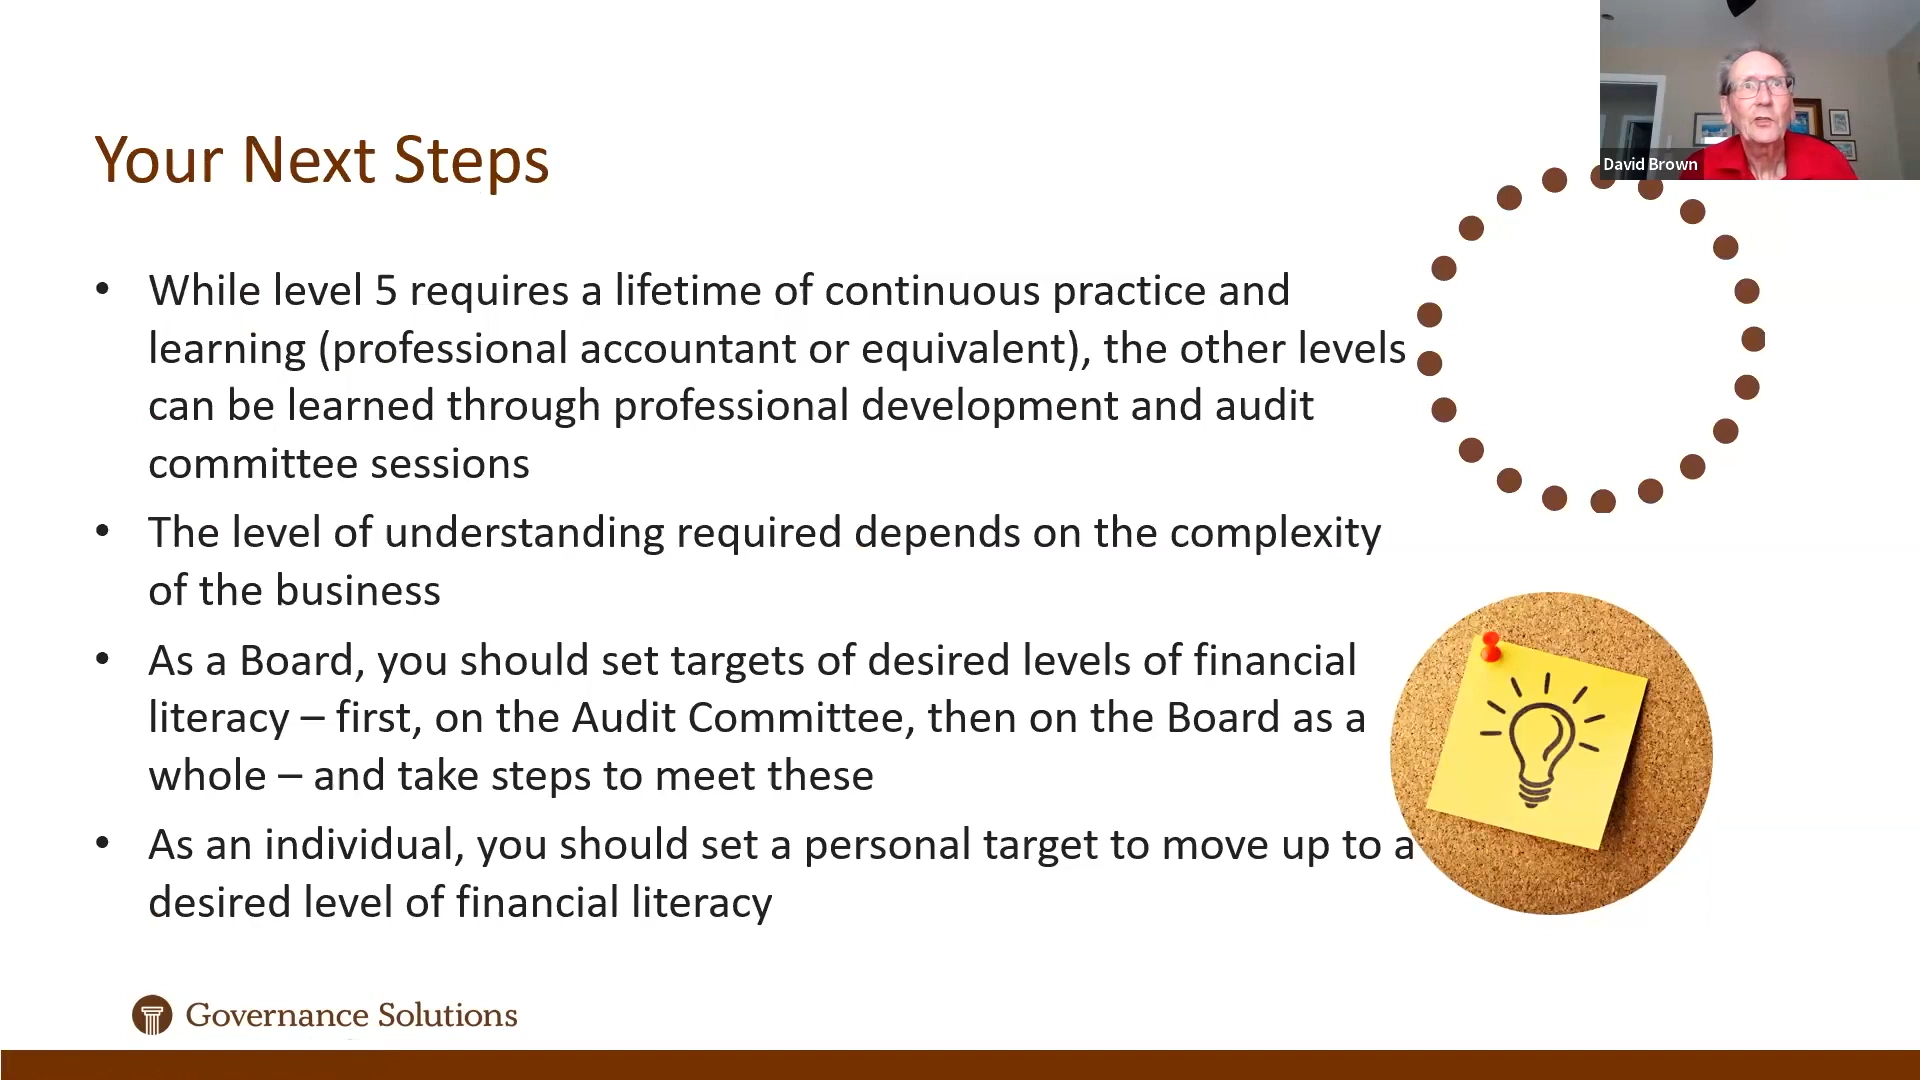 David Brown
Your Next Steps
• While level 5 requires a lifetime of continuous practice and
learning (professional accountant or equivalent), the other levels
can be learned through professional development and audit
committee sessions
• The level of understanding required depends on the complexity
of the business
• As a Board, you should set targets of desired levels of financial
literacy – first, on the Audit Committee, then on the Board as a
whole – and take steps to meet these
• As an individual, you should set a personal target to move up to a
desired level of financial literacy
Governance Solutions